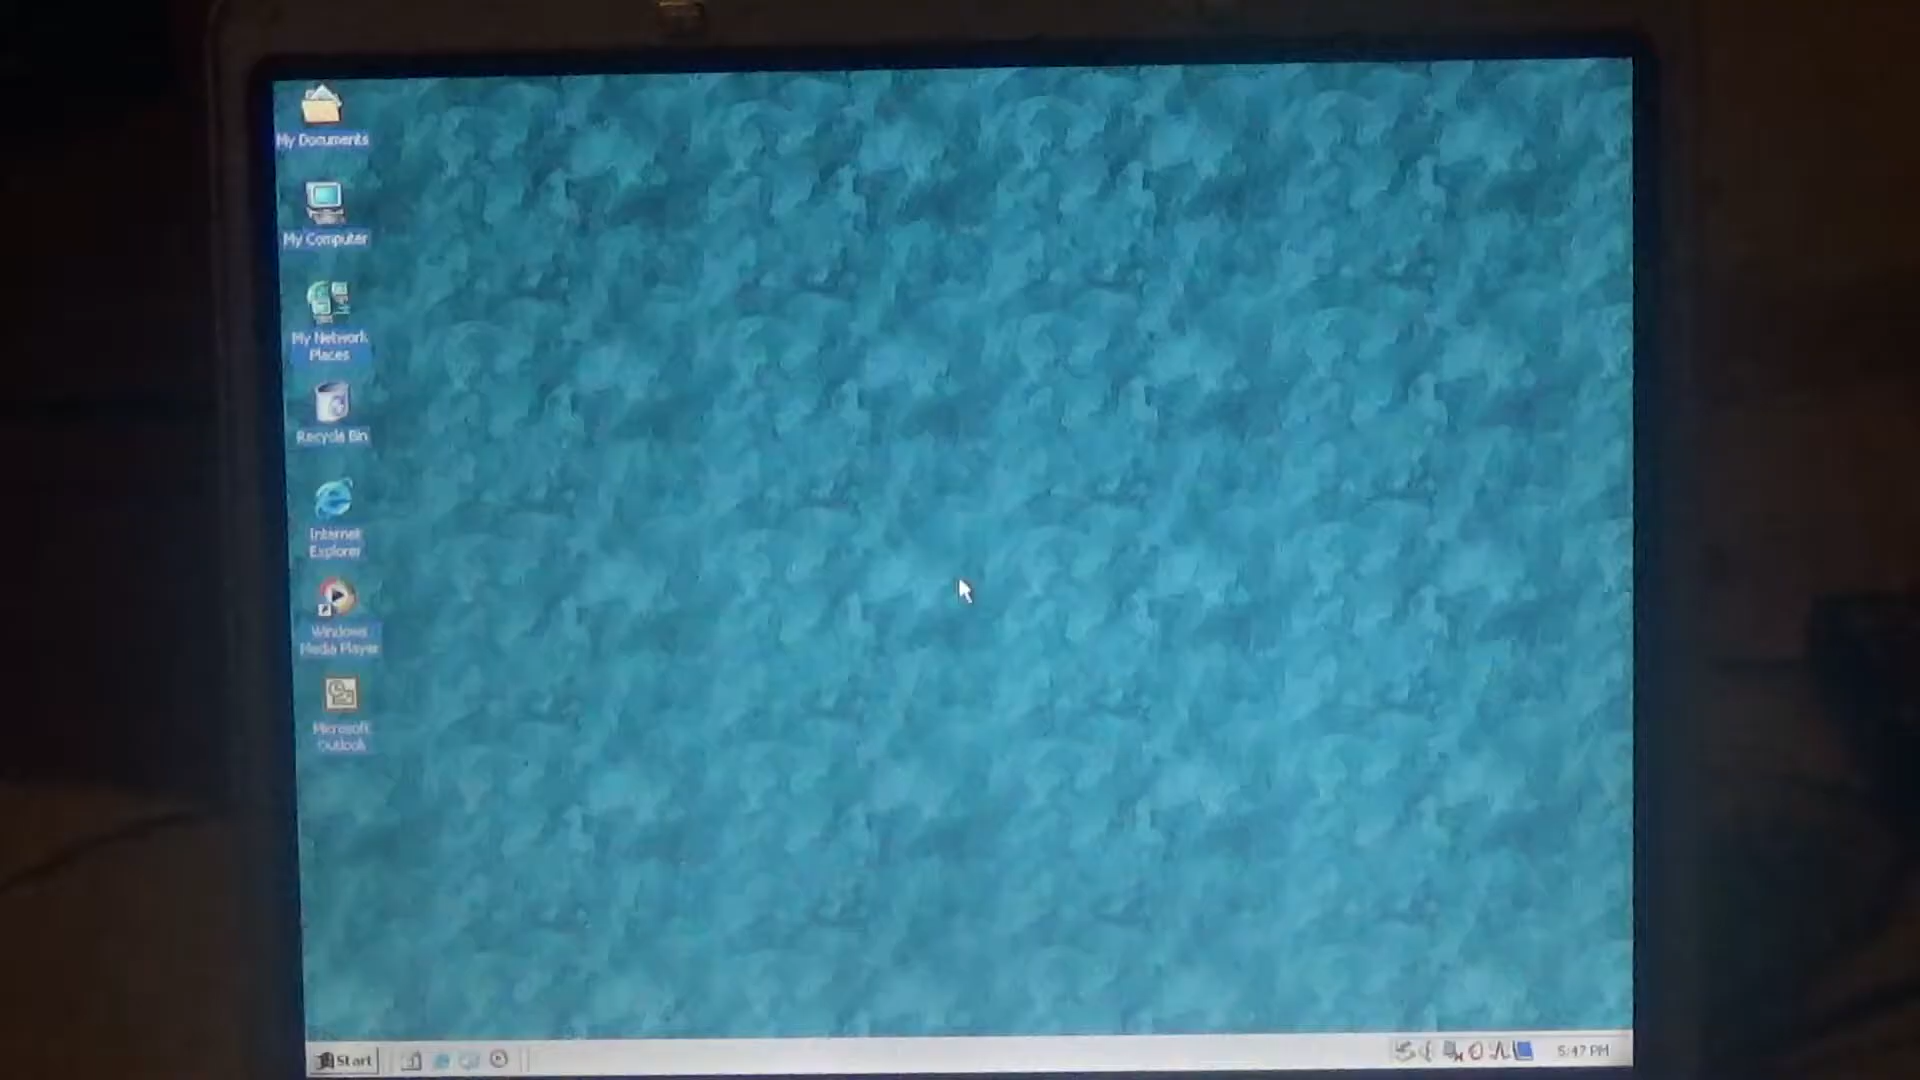 My Documents
My Computer
My Network
Places
Recycle Bin
Internet
Explorer
Windows
Media Player
Microsoft
Outlook
Start
5:47 PM